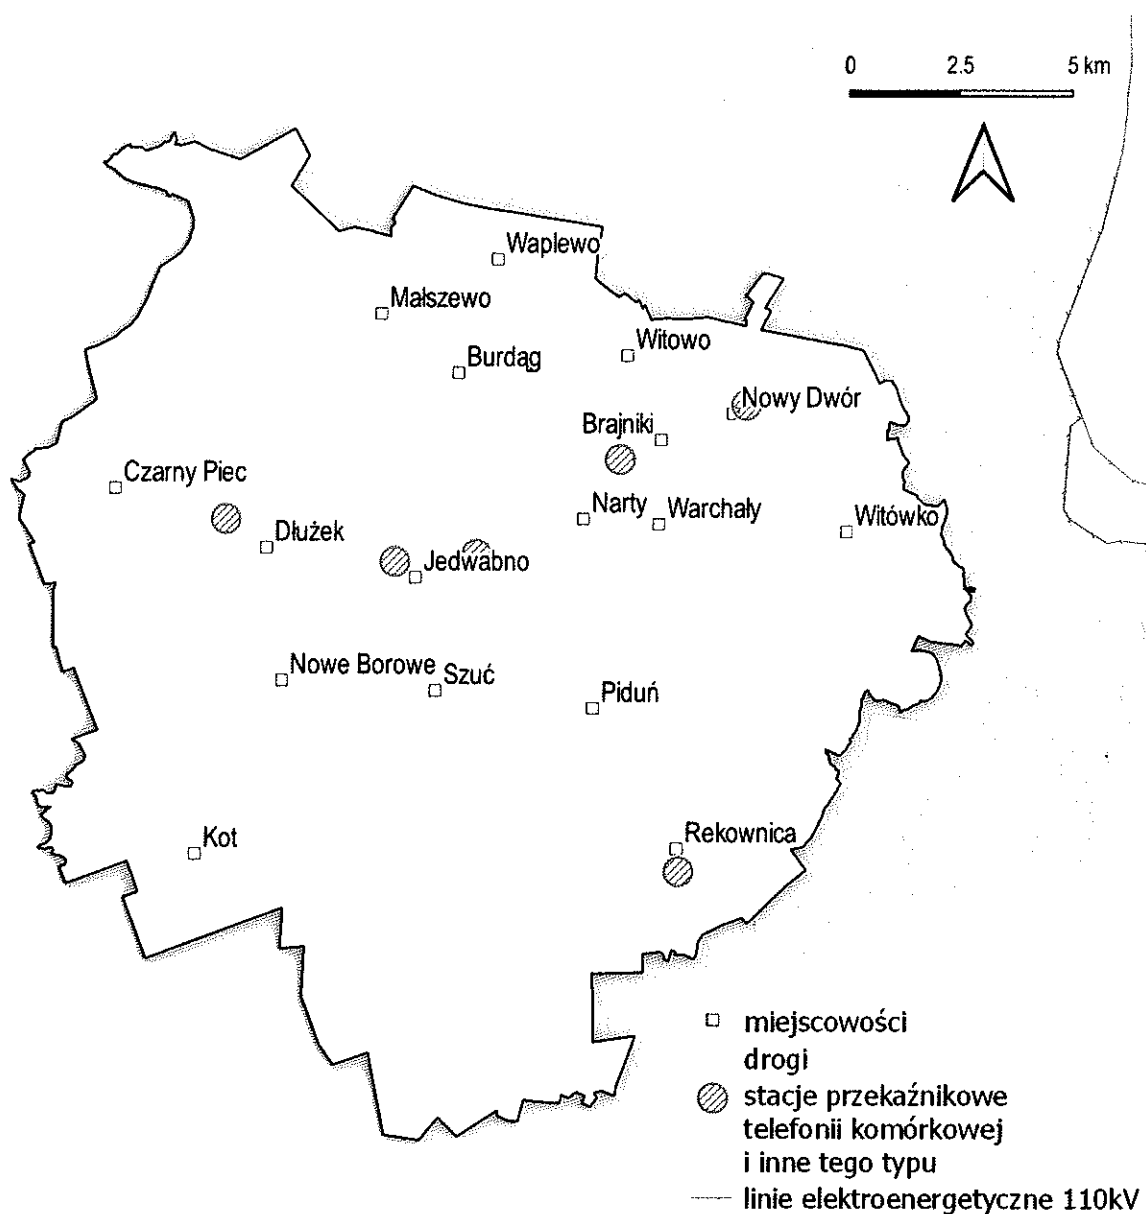 0 2.5 5 km
Waplewo
Małszewo
Witowo
Burdąg
Nowy Dwór
Brajniki
Czarny Piec
Narty
Warchały
Witówko
Dłużek
Jedwabno
Nowe Borowe
Szuć
Piduń
Kot
Rekownica
miejscowości
drogi
stacje przekaźnikowe
telefonii komórkowej
i inne tego typu
linie elektroenergetyczne 110kV